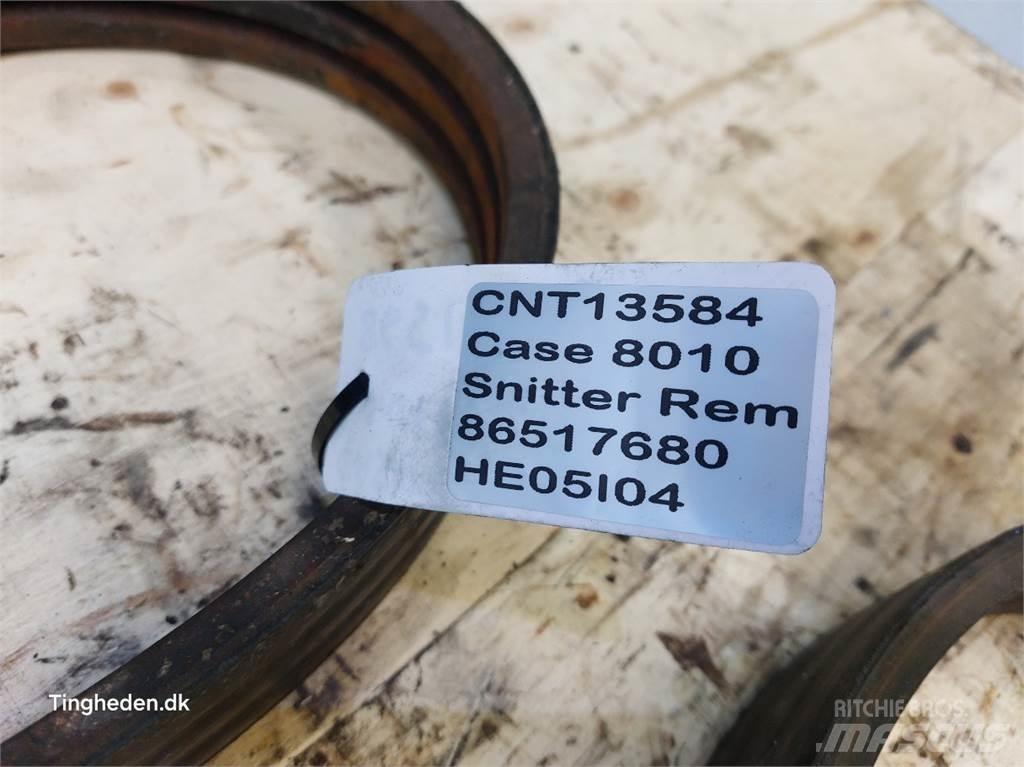 CNT13584
Case 8010
Snitter Rem
86517680
HE05I04
Tingheden.dk
RITCHIE BROS.
MASCUS